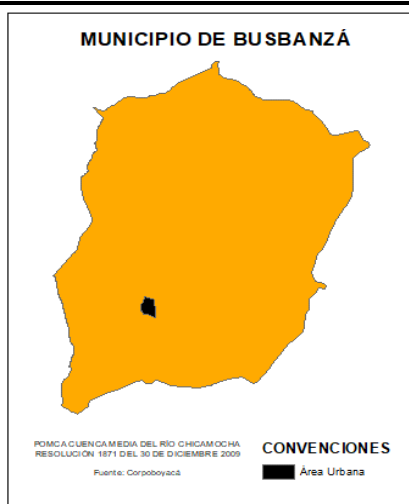 MUNICIPIO DE BUSBANZÁ
POMCA CUENCA MEDIA DEL RÍO CHICAMOCHA
RESOLUCIÓN 1871 DEL 30 DE DICIEMBRE 2009
Fuente: Corpoboyacá
CONVENCIONES
Área Urbana